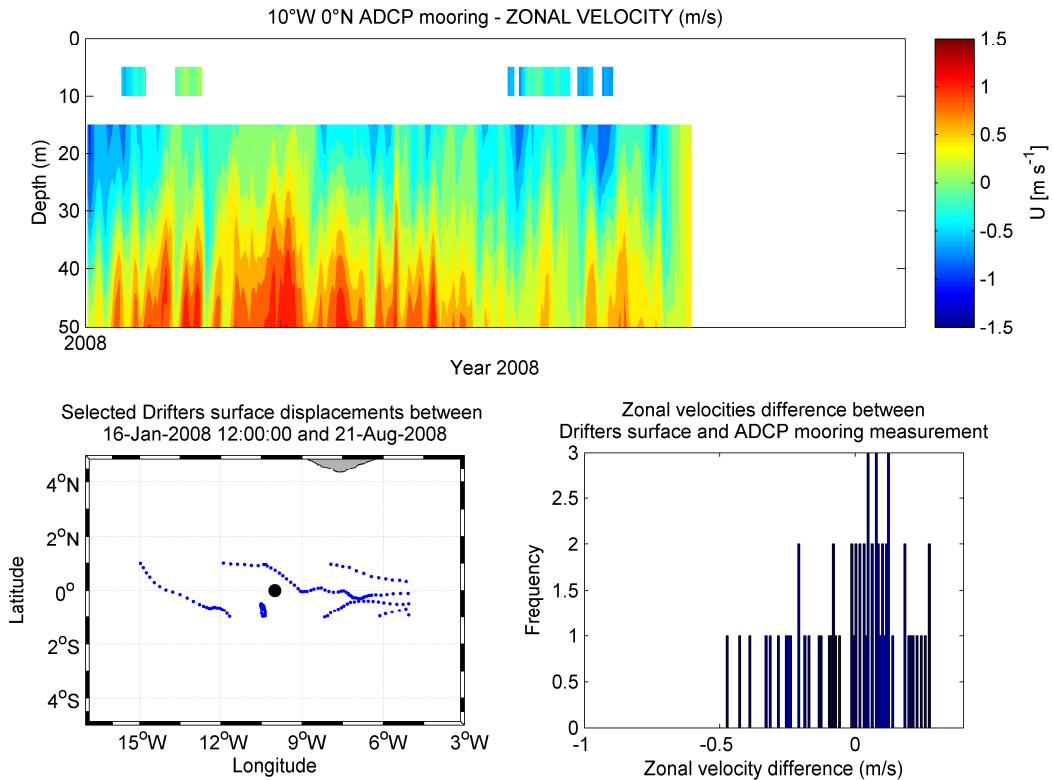 10°W 0°N ADCP mooring - ZONAL VELOCITY (m/s)
0
10
20
30
40
50
Depth (m)
2008
Year 2008
1.5
1
0.5
0
-0.5
-1
-1.5
U [m s-1]
Selected Drifters surface displacements between
16-Jan-2008 12:00:00 and 21-Aug-2008
4°N
2°N
0°
2°S
4°S
Latitude
15°W 12°W 9°W 6°W 3°W
Longitude
Zonal velocities difference between
Drifters surface and ADCP mooring measurement
3
2.5
2
1.5
1
0.5
0
Frequency
-1 -0.5 0
Zonal velocity difference (m/s)